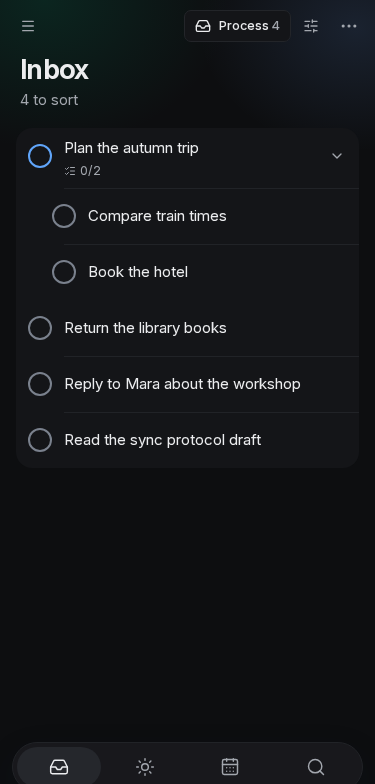 Process 4
Inbox
4 to sort
Plan the autumn trip
0/2
Compare train times
Book the hotel
Return the library books
Reply to Mara about the workshop
Read the sync protocol draft